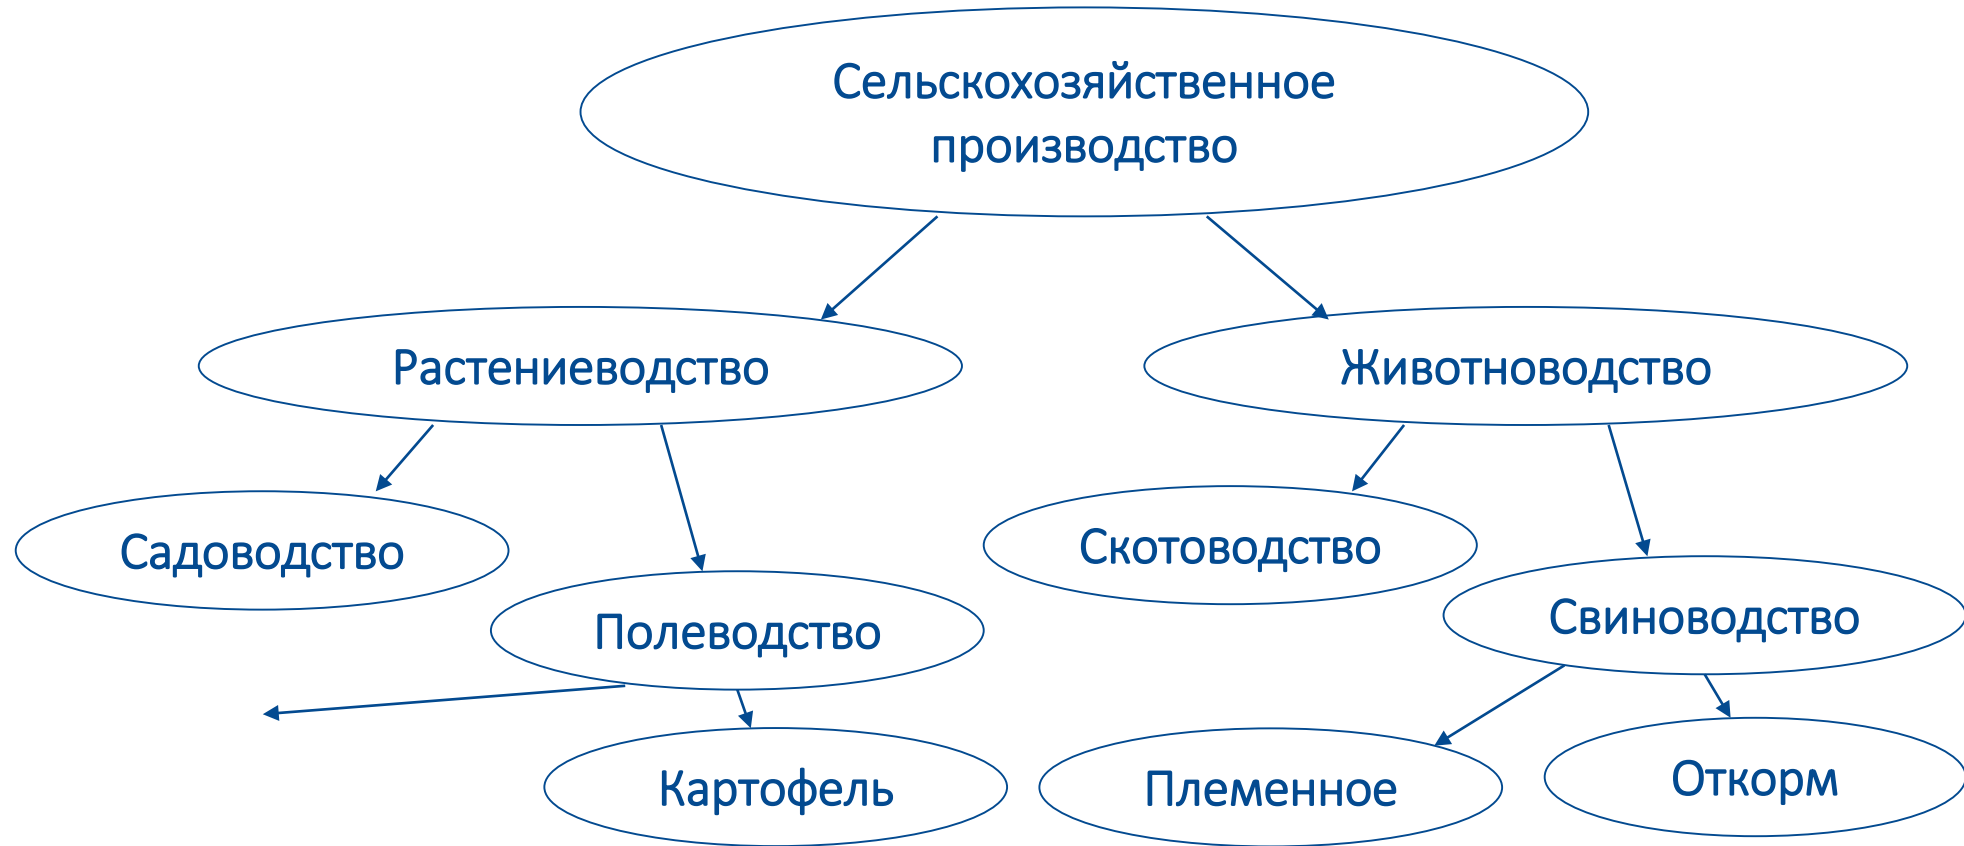 Сельскохозяйственное
производство
Растениеводство
Животноводство
Садоводство
Скотоводство
Полеводство
Свиноводство
Картофель
Племенное
Откорм